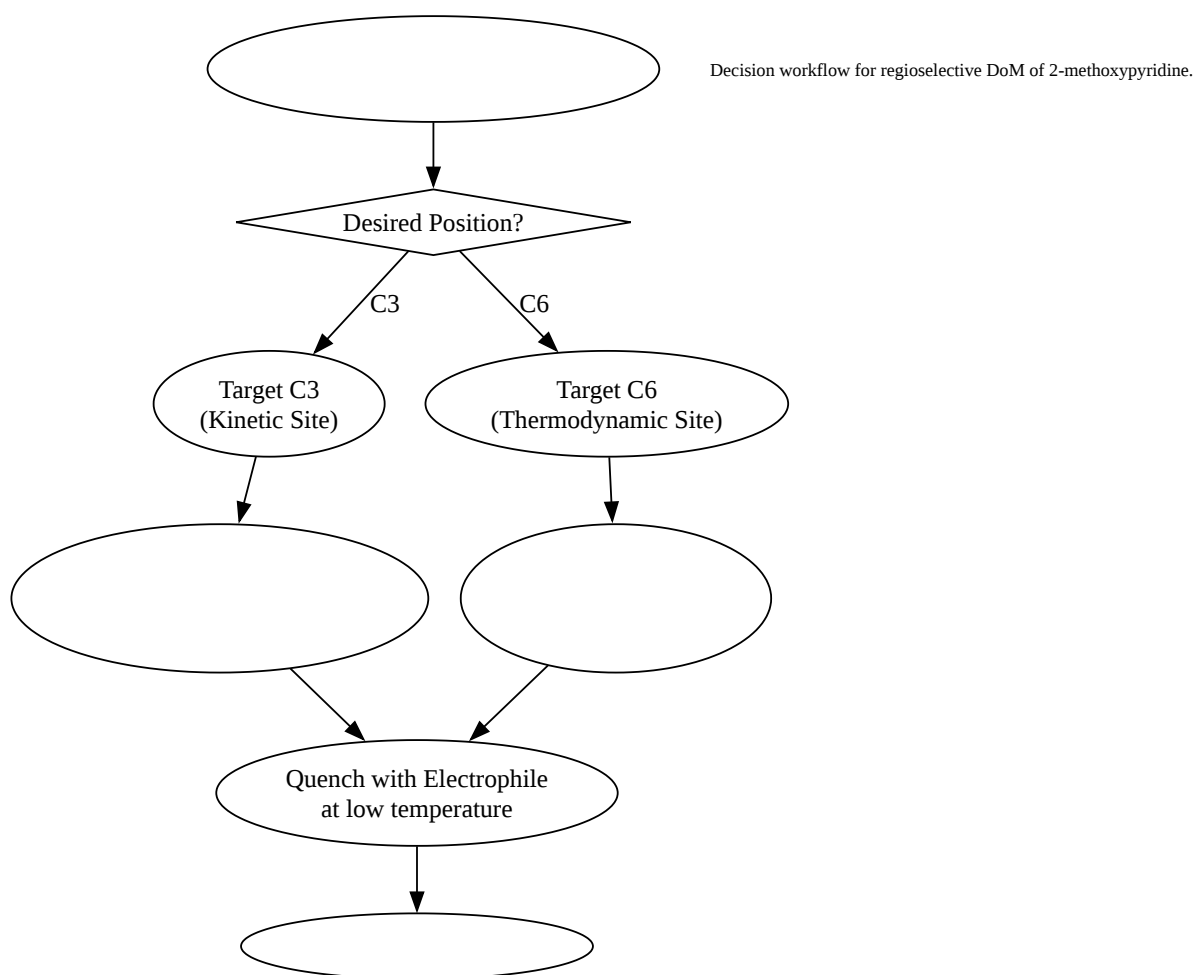 Decision workflow for regioselective DoM of 2-methoxypyridine.
Desired Position?
C3
C6
Target C3
(Kinetic Site)
Target C6
(Thermodynamic Site)
Quench with Electrophile
at low temperature